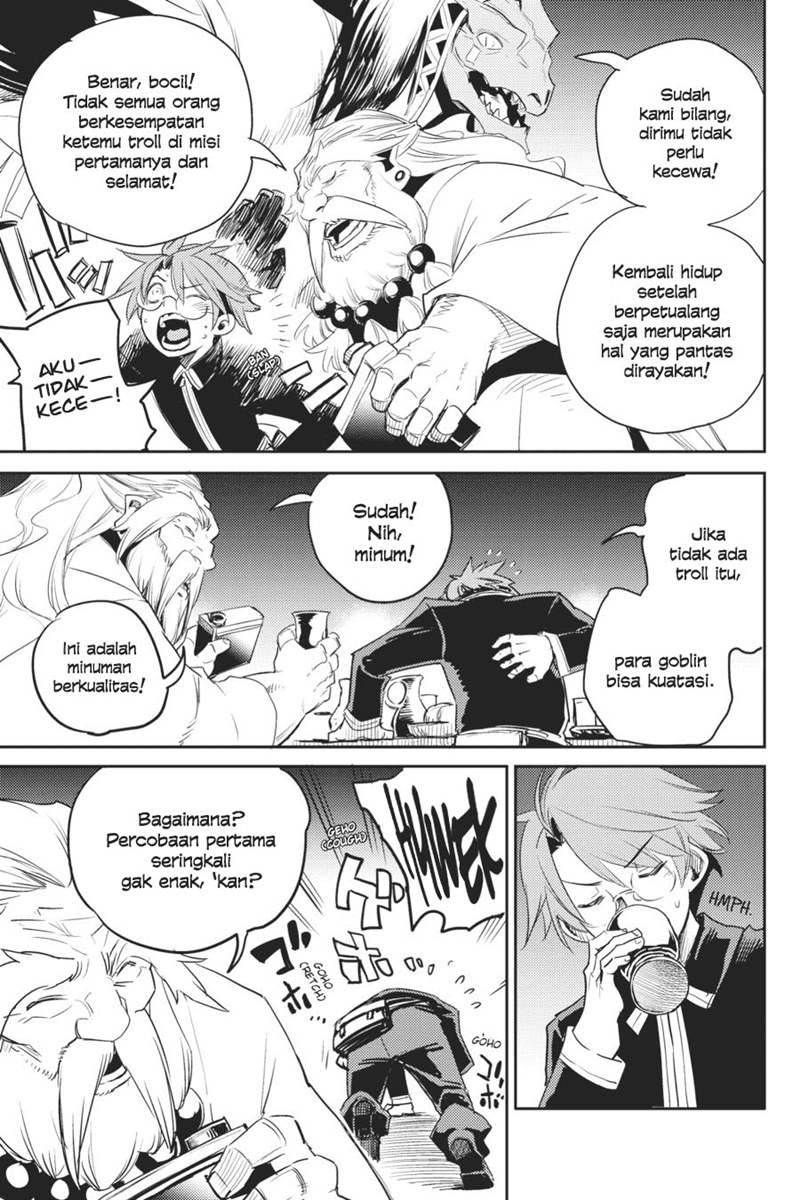 Sudah
kami bilang,
dirimu tidak
perlu
kecewa!
Kembali hidup
setelah
berpetualang
saja merupakan
hal yang pantas
dirayakan!
Benar, bocil!
Tidak semua orang
berkesempatan
ketemu troll di misi
pertamanya dan
selamat!
BAN
(SLAP)
AKU—
TIDAK—
KECE—!
Jika
tidak ada
troll itu,
para goblin
bisa kuatasi.
Sudah!
Nih,
minum!
Ini adalah
minuman
berkualitas!
HMPH.
HUWEK
GEHO
(COUGH)
ゲホ
GOHO
(RETCH)
ゴホ
GOHO
ゴホ
Bagaimana?
Percobaan pertama
seringkali
gak enak, 'kan?